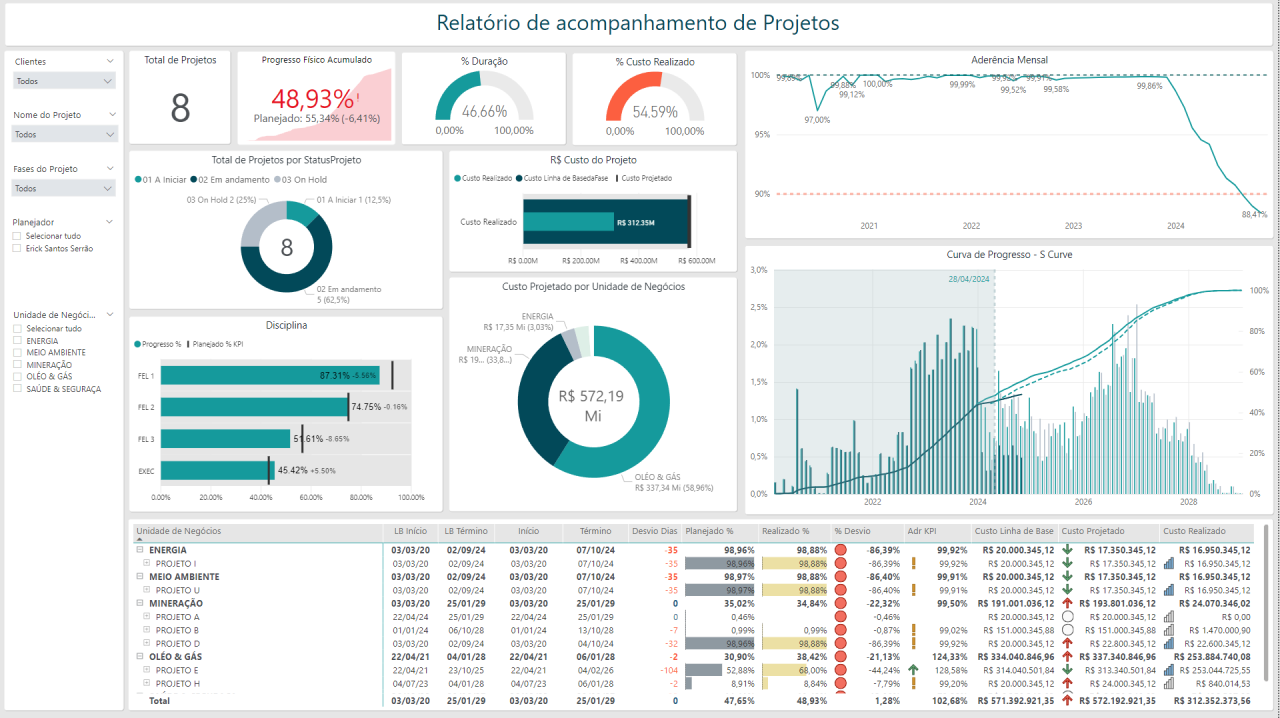 Relatório de acompanhamento de Projetos
Clientes
Todos
Nome do Projeto
Todos
Fases do Projeto
Todos
Planejador
Selecionar tudo
Erick Santos Serrão
Unidade de Negóci...
Selecionar tudo
ENERGIA
MEIO AMBIENTE
MINERAÇÃO
OLÉO & GÁS
SAÚDE & SEGURAÇA
Total de Projetos
8
Progresso Físico Acumulado
48,93%
Planejado: 55,34% (-6,41%)
% Duração
46.66%
0,00% 100,00%
% Custo Realizado
54.59%
0,00% 100,00%
Total de Projetos por StatusProjeto
01 A Iniciar 02 Em andamento 03 On Hold
03 On Hold 2 (25%) 01 A Iniciar 1 (12,5%)
8
02 Em andamento
5 (62,5%)
R$ Custo do Projeto
Custo Realizado Custo Linha de BasedaFase Custo Projetado
Custo Realizado R$ 312.35M
R$ 0.00M R$ 200.00M R$ 400.00M R$ 600.00M
Disciplina
Progresso % Planejado % KPI
FEL 1 87.31% -5.56%
FEL 2 74.75% -0.16%
FEL 3 51.61% -8.65%
EXEC 45.42% +5.50%
0.00% 20.00% 40.00% 60.00% 80.00% 100.00%
Custo Projetado por Unidade de Negócios
ENERGIA
R$ 17,35 Mi (3,03%)
MINERAÇÃO
R$ 19... (33,8...)
R$ 572,19
Mi
OLÉO & GÁS
R$ 337,34 Mi (58,96%)
Aderência Mensal
100%
95%
90%
97,00% 99,88% 99,12% 100,00% 99,99% 99,52% 99,91% 99,58% 99,86% 88,41%
2021 2022 2023 2024
Curva de Progresso - S Curve
28/04/2024
3,0%
2,5%
2,0%
1,5%
1,0%
0,5%
0,0%
100%
80%
60%
40%
20%
0%
2022 2024 2026 2028
Unidade de Negócios LB Início LB Término Início Término Desvio Dias Planejado % Realizado % % Desvio Adr KPI Custo Linha de Base Custo Projetado Custo Realizado
ENERGIA 03/03/20 02/09/24 03/03/20 07/10/24 -35 98,96% 98,88% -86,39% 99,92% R$ 20.000.345,12 R$ 17.350.345,12 R$ 16.950.345,12
PROJETO I 03/03/20 02/09/24 03/03/20 07/10/24 -35 98,96% 98,88% -86,39% 99,92% R$ 20.000.345,12 R$ 17.350.345,12 R$ 16.950.345,12
MEIO AMBIENTE 03/03/20 02/09/24 03/03/20 07/10/24 -35 98,97% 98,88% -86,40% 99,91% R$ 20.000.345,12 R$ 17.350.345,12 R$ 16.950.345,12
PROJETO U 03/03/20 02/09/24 03/03/20 07/10/24 -35 98,97% 98,88% -86,40% 99,91% R$ 20.000.345,12 R$ 17.350.345,12 R$ 16.950.345,12
MINERAÇÃO 03/03/20 25/01/29 03/03/20 25/01/29 0 35,02% 34,84% -22,32% 99,50% R$ 191.001.036,12 R$ 193.801.036,12 R$ 24.070.346,02
PROJETO A 22/04/24 25/01/29 22/04/24 25/01/29 0 0,46% -0,46% R$ 20.000.345,12 R$ 20.000.345,12 R$ 0,00
PROJETO B 01/01/24 06/10/28 01/01/24 13/10/28 -7 0,99% 0,99% -0,87% 99,02% R$ 151.000.345,88 R$ 151.000.345,88 R$ 1.470.000,90
PROJETO D 03/03/20 02/09/24 03/03/20 04/10/24 -32 98,96% 98,88% -86,39% 99,92% R$ 20.000.345,12 R$ 22.800.345,12 R$ 22.600.345,12
OLÉO & GÁS 22/04/21 04/01/28 22/04/21 06/01/28 -2 30,90% 38,42% -21,13% 124,33% R$ 334.040.846,96 R$ 337.340.846,96 R$ 253.884.740,08
PROJETO E 22/04/21 23/10/23 22/04/21 04/02/28 -104 52,88% 68,00% -44,24% 128,58% R$ 314.040.501,84 R$ 313.340.501,84 R$ 253.044.725,55
PROJETO H 04/07/23 04/01/28 04/07/23 06/01/28 -2 8,91% 8,84% -7,79% 99,20% R$ 20.000.345,12 R$ 24.000.345,12 R$ 840.014,53
Total 03/03/20 25/01/29 03/03/20 25/01/29 0 47,65% 48,93% 1,28% 102,68% R$ 571.392.921,35 R$ 572.192.921,35 R$ 312.352.373,56